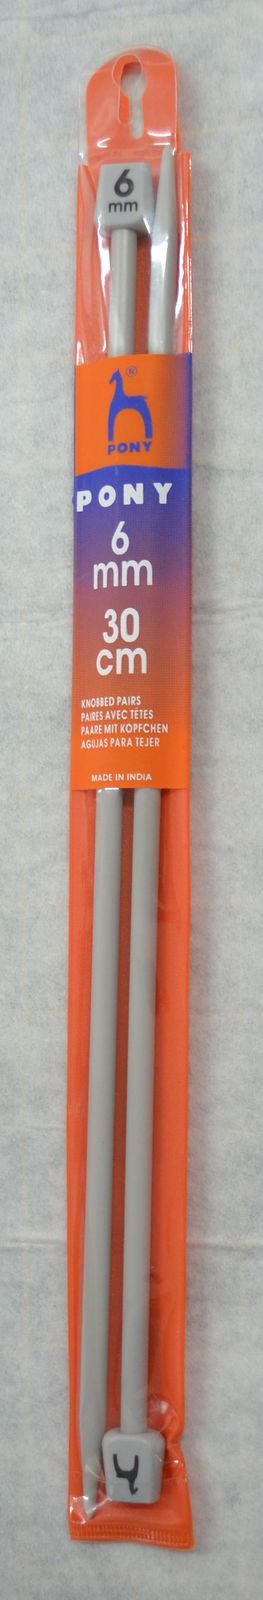 6
mm
®
PONY
PONY
6
mm
30
cm
KNOBBED PAIRS
PAIRES AVEC TÊTES
PAARE MIT KÖPFCHEN
AGUJAS PARA TEJER
MADE IN INDIA